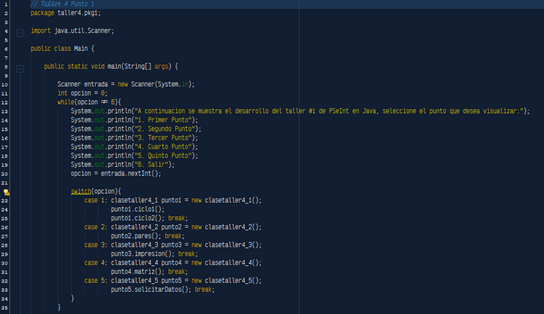 1 // Taller 4 Punto 1
2 package taller4.pkg1;
3
4 import java.util.Scanner;
5
6 public class Main {
7
8 public static void main(String[] args) {
9
10 Scanner entrada = new Scanner(System.in);
11 int opcion = 0;
12 while(opcion != 6){
13 System.out.println("A continuacion se muestra el desarrollo del taller #1 de PSeInt en Java, seleccione el punto que desea visualizar:");
14 System.out.println("1. Primer Punto");
15 System.out.println("2. Segundo Punto");
16 System.out.println("3. Tercer Punto");
17 System.out.println("4. Cuarto Punto");
18 System.out.println("5. Quinto Punto");
19 System.out.println("6. Salir");
20 opcion = entrada.nextInt();
21
switch(opcion){
23 case 1: clasetaller4_1 punto1 = new clasetaller4_1();
24 punto1.ciclo1();
25 punto1.ciclo2(); break;
26 case 2: clasetaller4_2 punto2 = new clasetaller4_2();
27 punto2.pares(); break;
28 case 3: clasetaller4_3 punto3 = new clasetaller4_3();
29 punto3.impresion(); break;
30 case 4: clasetaller4_4 punto4 = new clasetaller4_4();
31 punto4.matriz(); break;
32 case 5: clasetaller4_5 punto5 = new clasetaller4_5();
33 punto5.solicitarDatos(); break;
34 }
35 }